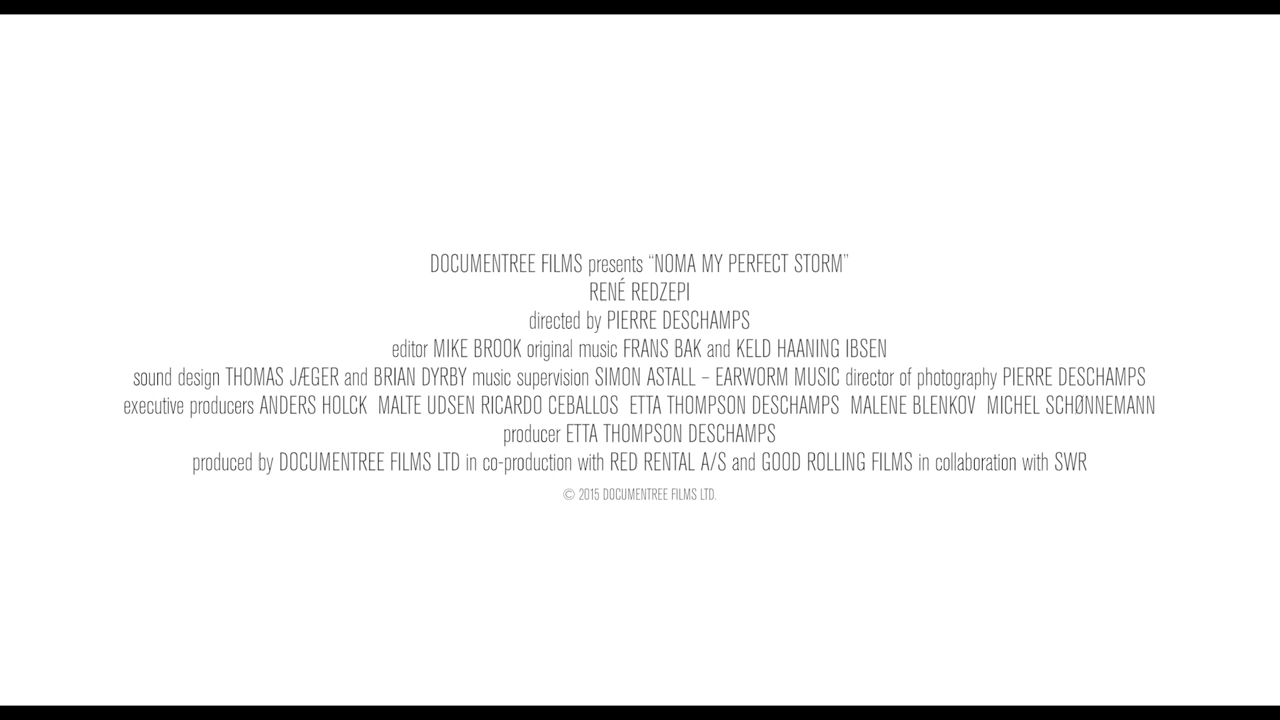 DOCUMENTREE FILMS presents “NOMA MY PERFECT STORM”
RENÉ REDZEPI
directed by PIERRE DESCHAMPS
editor MIKE BROOK original music FRANS BAK and KELD HAANING IBSEN
sound design THOMAS JÆGER and BRIAN DYRBY music supervision SIMON ASTALL – EARWORM MUSIC director of photography PIERRE DESCHAMPS
executive producers ANDERS HOLCK MALTE UDSEN RICARDO CEBALLOS ETTA THOMPSON DESCHAMPS MALENE BLENKOV MICHEL SCHØNNEMANN
producer ETTA THOMPSON DESCHAMPS
produced by DOCUMENTREE FILMS LTD in co-production with RED RENTAL A/S and GOOD ROLLING FILMS in collaboration with SWR
© 2015 DOCUMENTREE FILMS LTD.